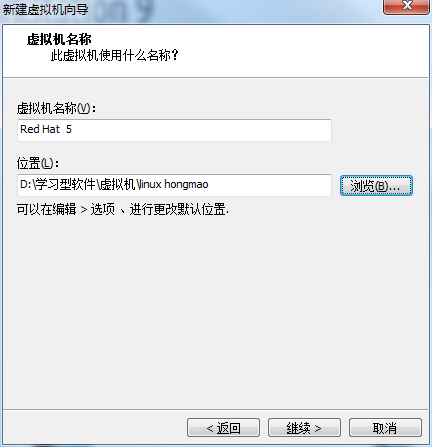 新建虚拟机向导
虚拟机名称
此虚拟机使用什么名称？
虚拟机名称(V)：
Red Hat 5
位置(L)：
D:\学习型软件\虚拟机\linux hongmao
浏览(B)...
可以在编辑 > 选项 、进行更改默认位置.
< 返回
继续 >
取消